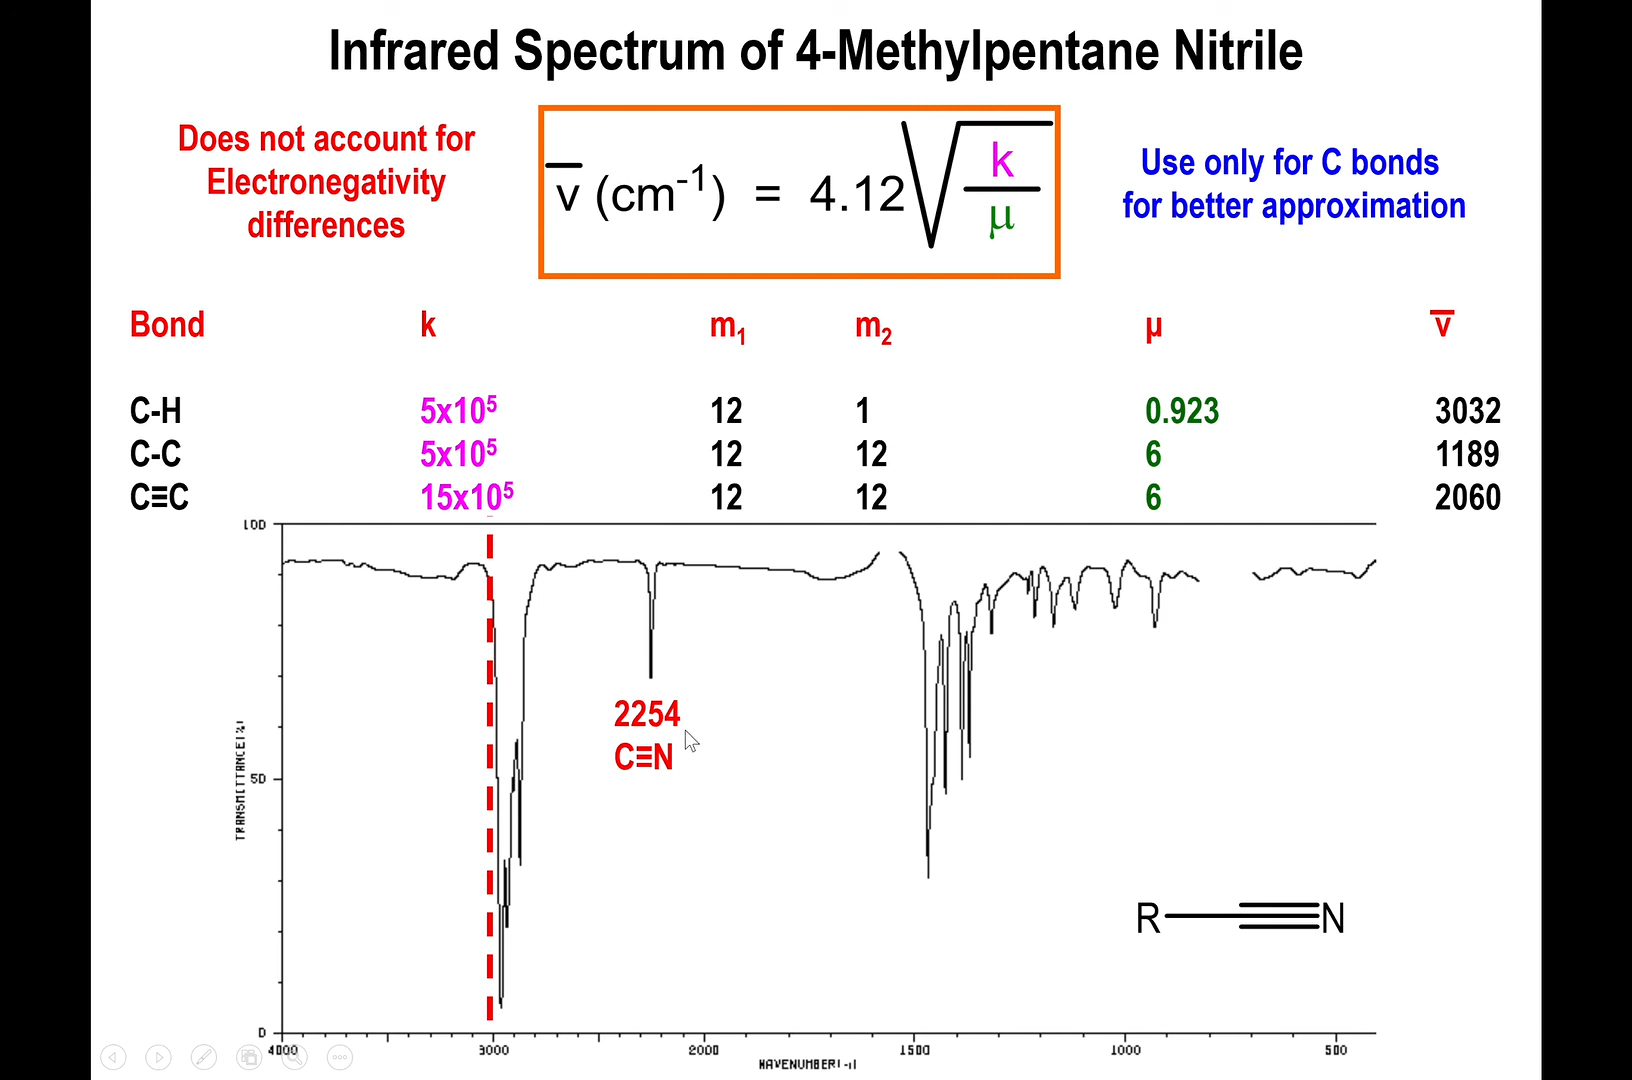 Infrared Spectrum of 4-Methylpentane Nitrile
Does not account for
Electronegativity
differences
v̅ (cm⁻¹) = 4.12√(k/μ)
Use only for C bonds
for better approximation
Bond k m₁ m₂ μ v̅
C-H 5x10⁵ 12 1 0.923 3032
C-C 5x10⁵ 12 12 6 1189
C≡C 15x10⁵ 12 12 6 2060
100
50
0
TRANSMITTANCE[%]
2254
C≡N
R N
4000 3000 2000 1500 1000 500
WAVENUMBER[-1]